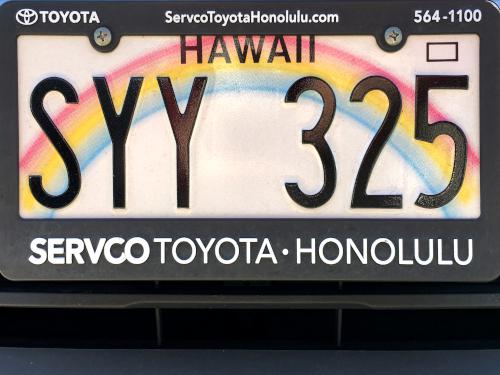 TOYOTA ServcoToyotaHonolulu.com 564-1100
HAWAII
SYY 325
SERVCO TOYOTA • HONOLULU